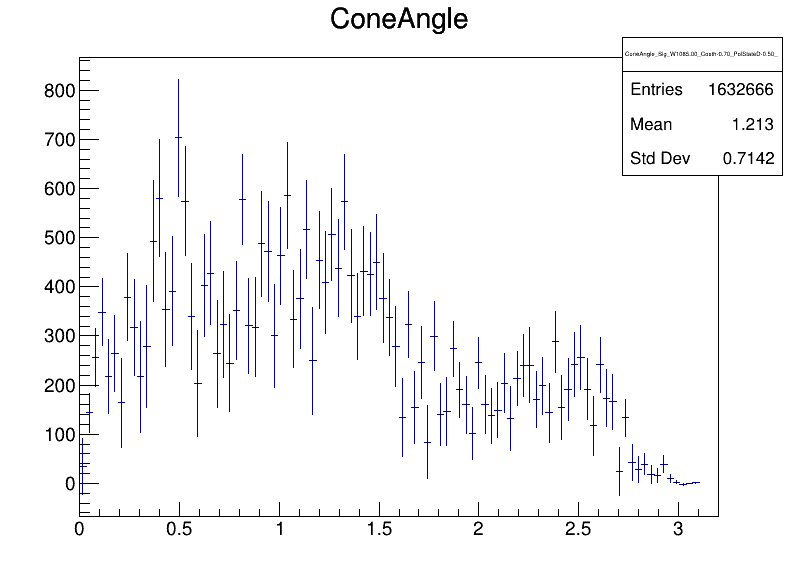 ConeAngle
ConeAngle_Sig_W1085.00_Costh-0.70_PolStateD-0.50_
Entries 1632666
Mean 1.213
Std Dev 0.7142
800
700
600
500
400
300
200
100
0
0 0.5 1 1.5 2 2.5 3